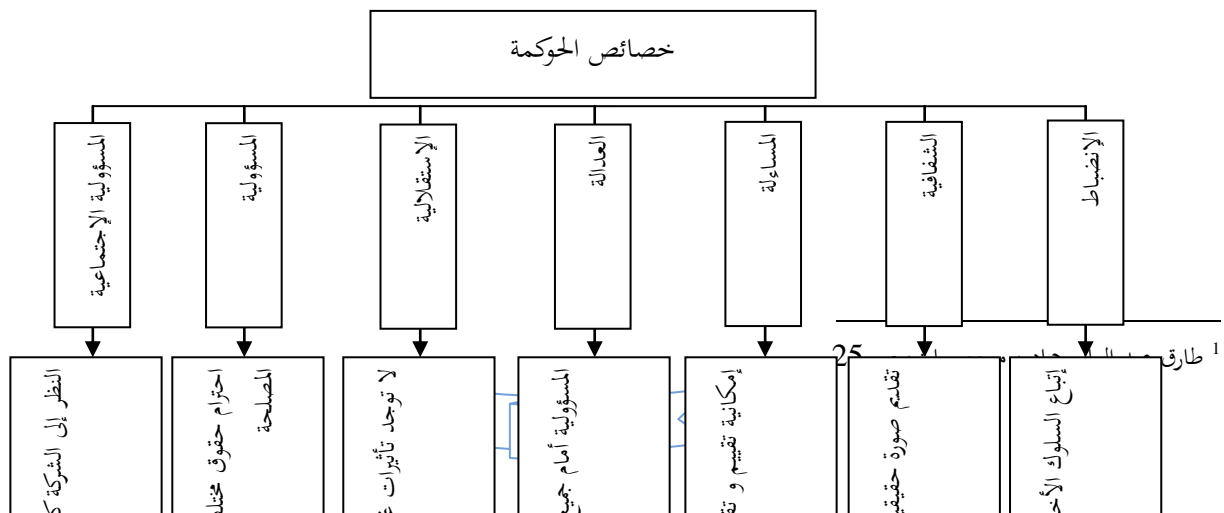 خصائص الحوكمة
الإنضباط
الشفافية
المساءلة
العدالة
الإستقلالية
المسؤولية
المسؤولية الإجتماعية
1 طارق
25
إتباع السلوك
تقديم صورة
إمكانية تقييم و
المسؤولية أمام
لا توجد تأثيرات
احترام حقوق
المصلحة
النظر إلى الشركة